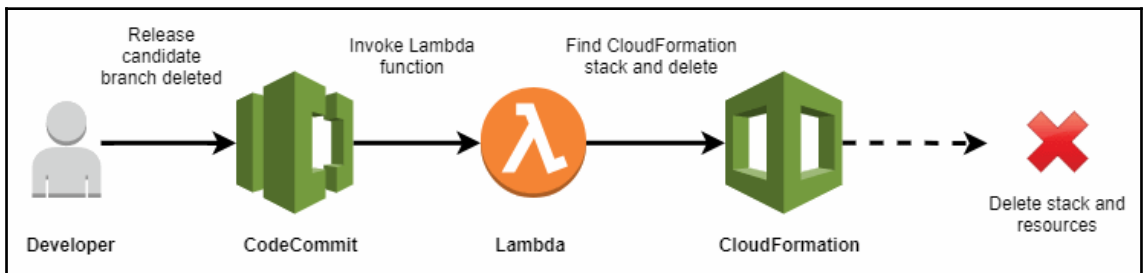 Release
candidate
branch deleted
Invoke Lambda
function
Find CloudFormation
stack and delete
Developer
CodeCommit
λ
Lambda
CloudFormation
Delete stack and
resources